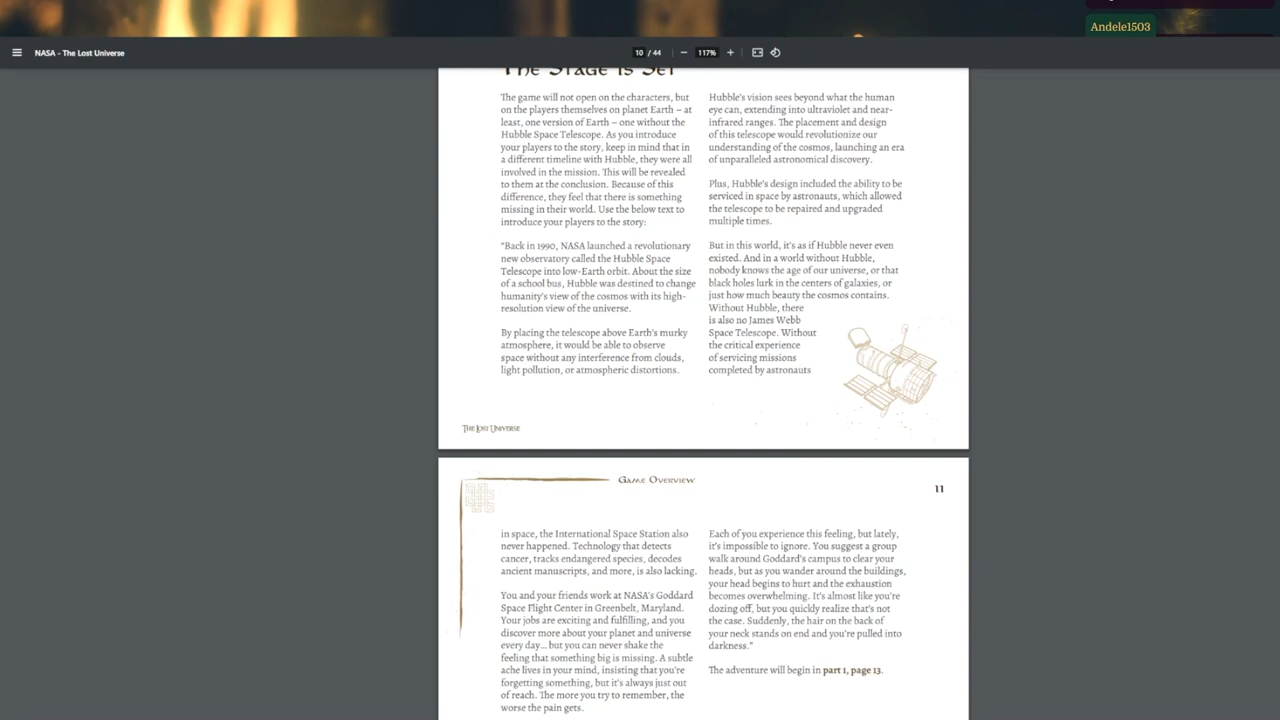 Andele1503
NASA - The Lost Universe
10 / 44
117%
The Stage is Set
The game will not open on the characters, but
on the players themselves on planet Earth – at
least, one version of Earth – one without the
Hubble Space Telescope. As you introduce
your players to the story, keep in mind that in
a different timeline with Hubble, they were all
involved in the mission. This will be revealed
to them at the conclusion. Because of this
difference, they feel that there is something
missing in their world. Use the below text to
introduce your players to the story:
"Back in 1990, NASA launched a revolutionary
new observatory called the Hubble Space
Telescope into low-Earth orbit. About the size
of a school bus, Hubble was destined to change
humanity's view of the cosmos with its high-
resolution view of the universe.
By placing the telescope above Earth's murky
atmosphere, it would be able to observe
space without any interference from clouds,
light pollution, or atmospheric distortions.
Hubble's vision sees beyond what the human
eye can, extending into ultraviolet and near-
infrared ranges. The placement and design
of this telescope would revolutionize our
understanding of the cosmos, launching an era
of unparalleled astronomical discovery.
Plus, Hubble's design included the ability to be
serviced in space by astronauts, which allowed
the telescope to be repaired and upgraded
multiple times.
But in this world, it's as if Hubble never even
existed. And in a world without Hubble,
nobody knows the age of our universe, or that
black holes lurk in the centers of galaxies, or
just how much beauty the cosmos contains.
Without Hubble, there
is also no James Webb
Space Telescope. Without
the critical experience
of servicing missions
completed by astronauts
The Lost Universe
Game Overview
11
in space, the International Space Station also
never happened. Technology that detects
cancer, tracks endangered species, decodes
ancient manuscripts, and more, is also lacking.
You and your friends work at NASA's Goddard
Space Flight Center in Greenbelt, Maryland.
Your jobs are exciting and fulfilling, and you
discover more about your planet and universe
every day... but you can never shake the
feeling that something big is missing. A subtle
ache lives in your mind, insisting that you're
forgetting something, but it's always just out
of reach. The more you try to remember, the
worse the pain gets.
Each of you experience this feeling, but lately,
it's impossible to ignore. You suggest a group
walk around Goddard's campus to clear your
heads, but as you wander around the buildings,
your head begins to hurt and the exhaustion
becomes overwhelming. It's almost like you're
dozing off, but you quickly realize that's not
the case. Suddenly, the hair on the back of
your neck stands on end and you're pulled into
darkness."
The adventure will begin in part 1, page 13.